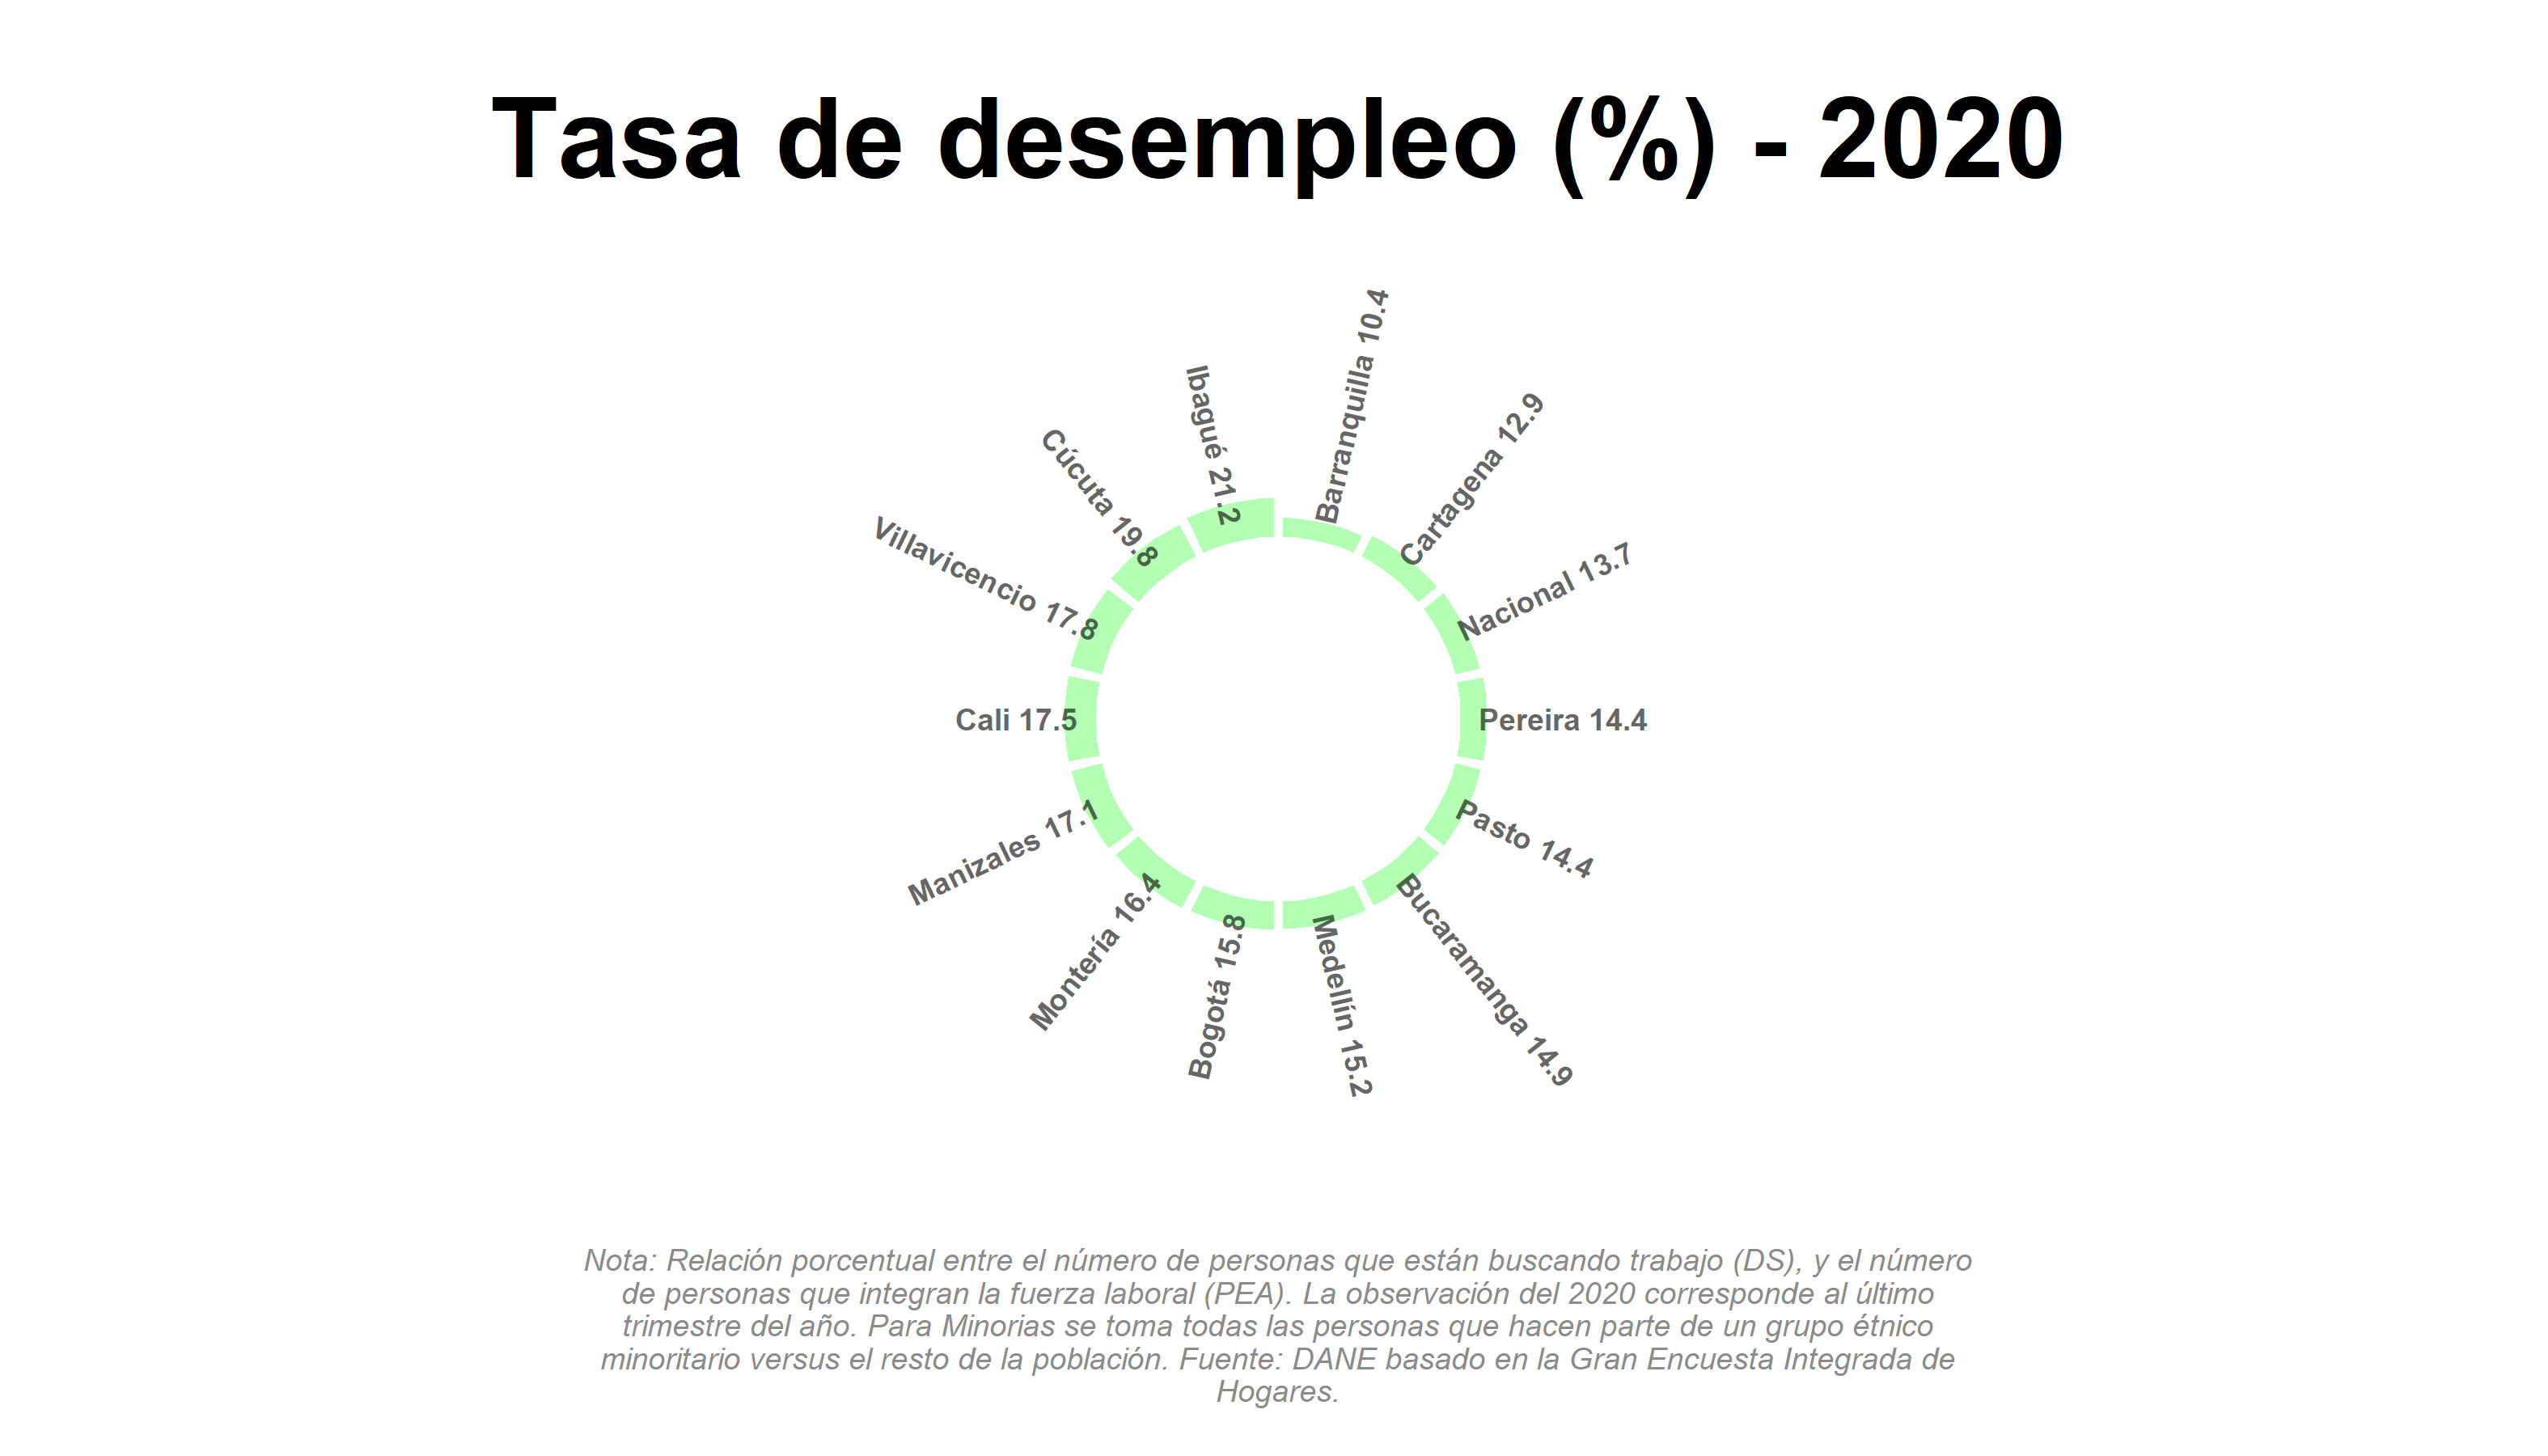 Tasa de desempleo (%) - 2020
Barranquilla 10.4
Cartagena 12.9
Nacional 13.7
Pereira 14.4
Pasto 14.4
Bucaramanga 14.9
Medellín 15.2
Bogotá 15.8
Montería 16.4
Manizales 17.1
Cali 17.5
Villavicencio 17.8
Cúcuta 19.8
Ibagué 21.2
Nota: Relación porcentual entre el número de personas que están buscando trabajo (DS), y el número
de personas que integran la fuerza laboral (PEA). La observación del 2020 corresponde al último
trimestre del año. Para Minorias se toma todas las personas que hacen parte de un grupo étnico
minoritario versus el resto de la población. Fuente: DANE basado en la Gran Encuesta Integrada de
Hogares.